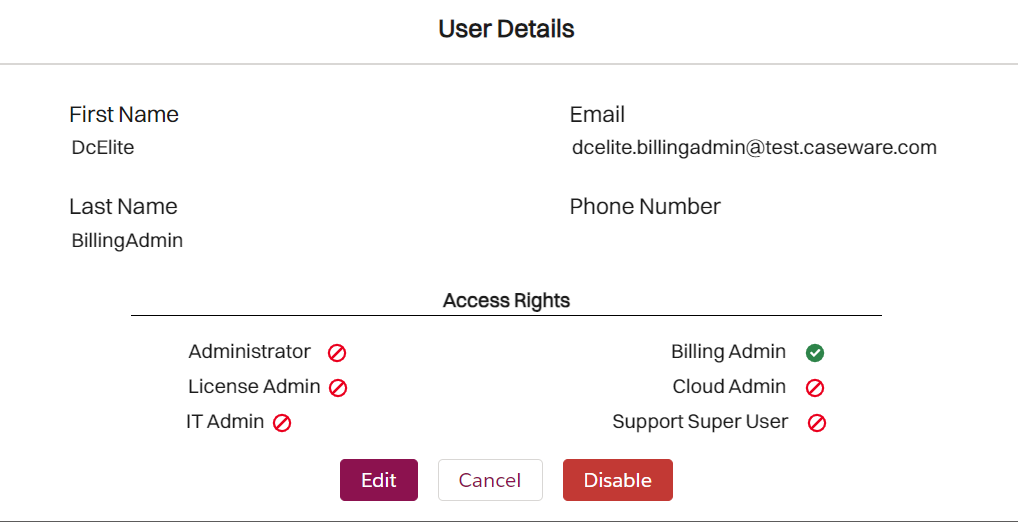 User Details
First Name
DcElite
Email
dcelite.billingadmin@test.caseware.com
Last Name
BillingAdmin
Phone Number
Access Rights
Administrator
Billing Admin
License Admin
Cloud Admin
IT Admin
Support Super User
Edit
Cancel
Disable